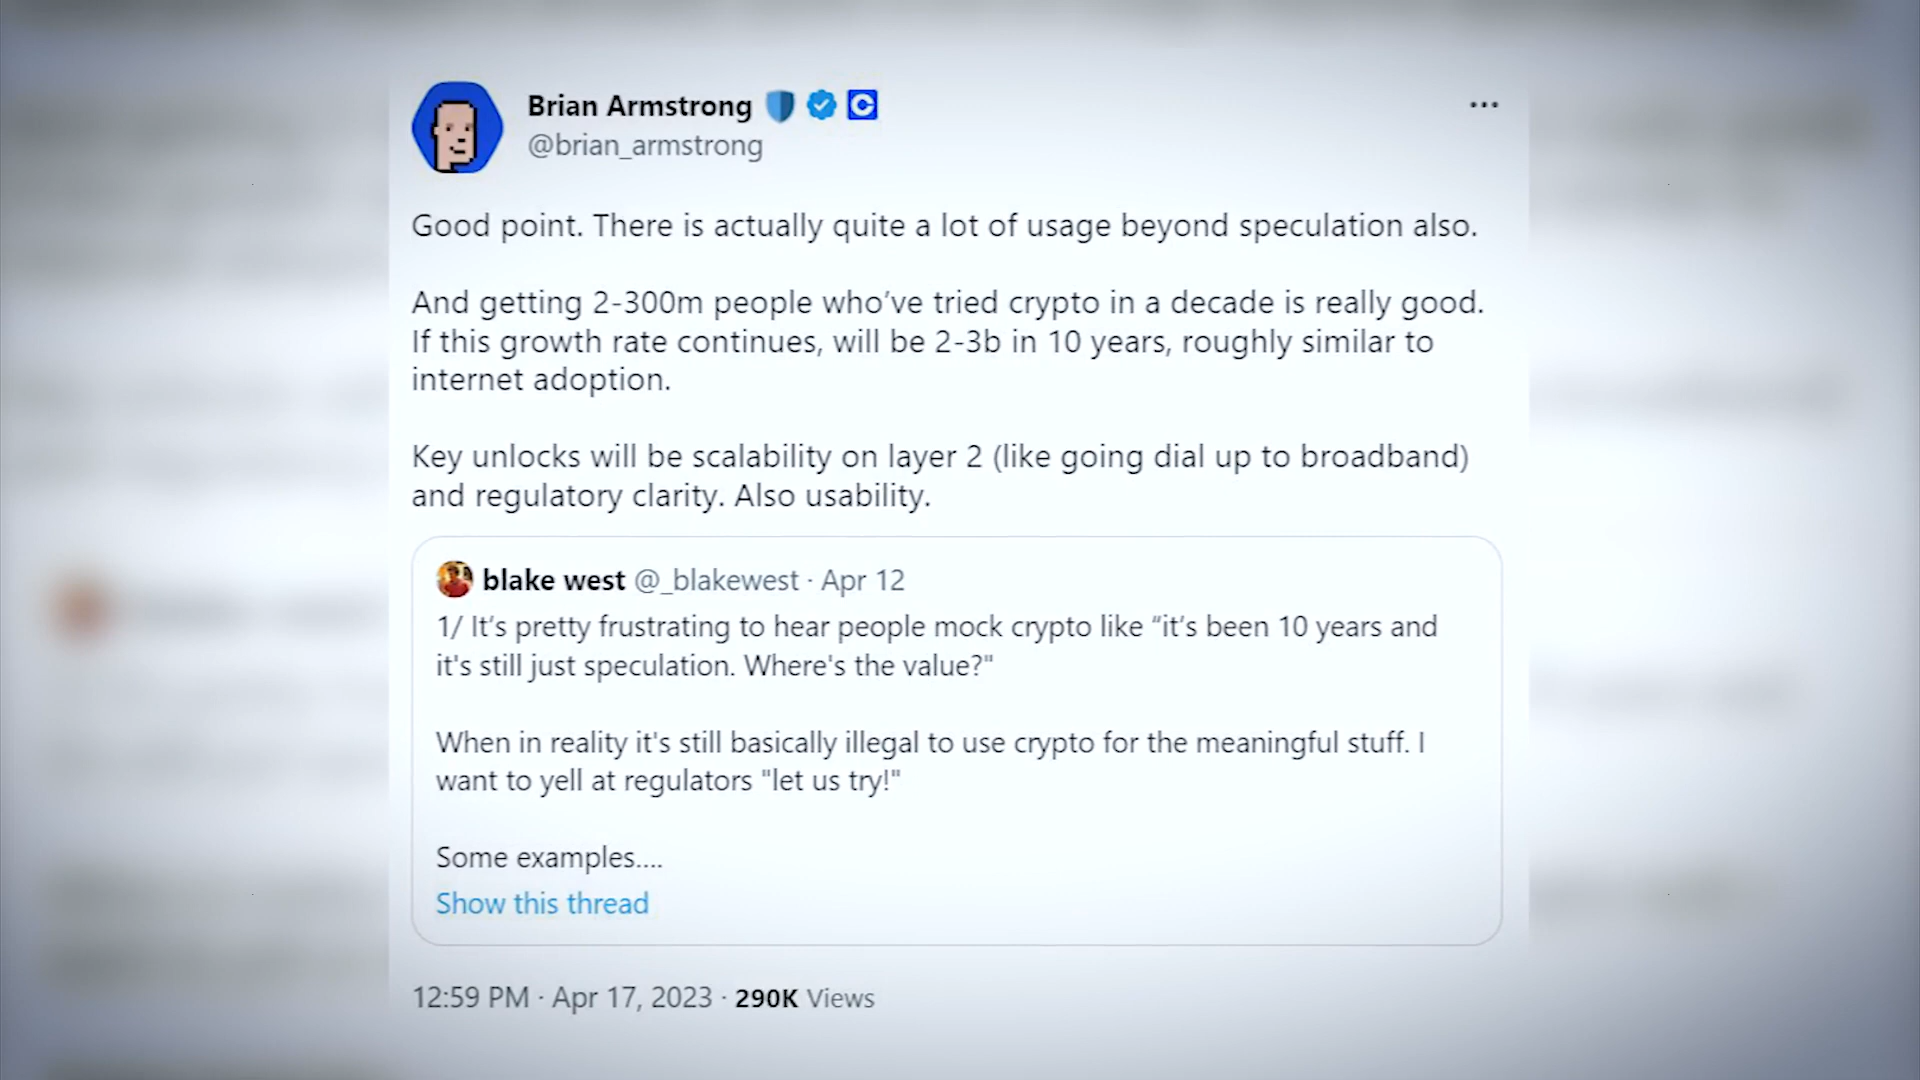 Brian Armstrong
@brian_armstrong
Good point. There is actually quite a lot of usage beyond speculation also.
And getting 2-300m people who've tried crypto in a decade is really good.
If this growth rate continues, will be 2-3b in 10 years, roughly similar to
internet adoption.
Key unlocks will be scalability on layer 2 (like going dial up to broadband)
and regulatory clarity. Also usability.
blake west @_blakewest · Apr 12
1/ It's pretty frustrating to hear people mock crypto like “it's been 10 years and
it's still just speculation. Where's the value?"
When in reality it's still basically illegal to use crypto for the meaningful stuff. I
want to yell at regulators "let us try!"
Some examples....
Show this thread
12:59 PM · Apr 17, 2023 · 290K Views